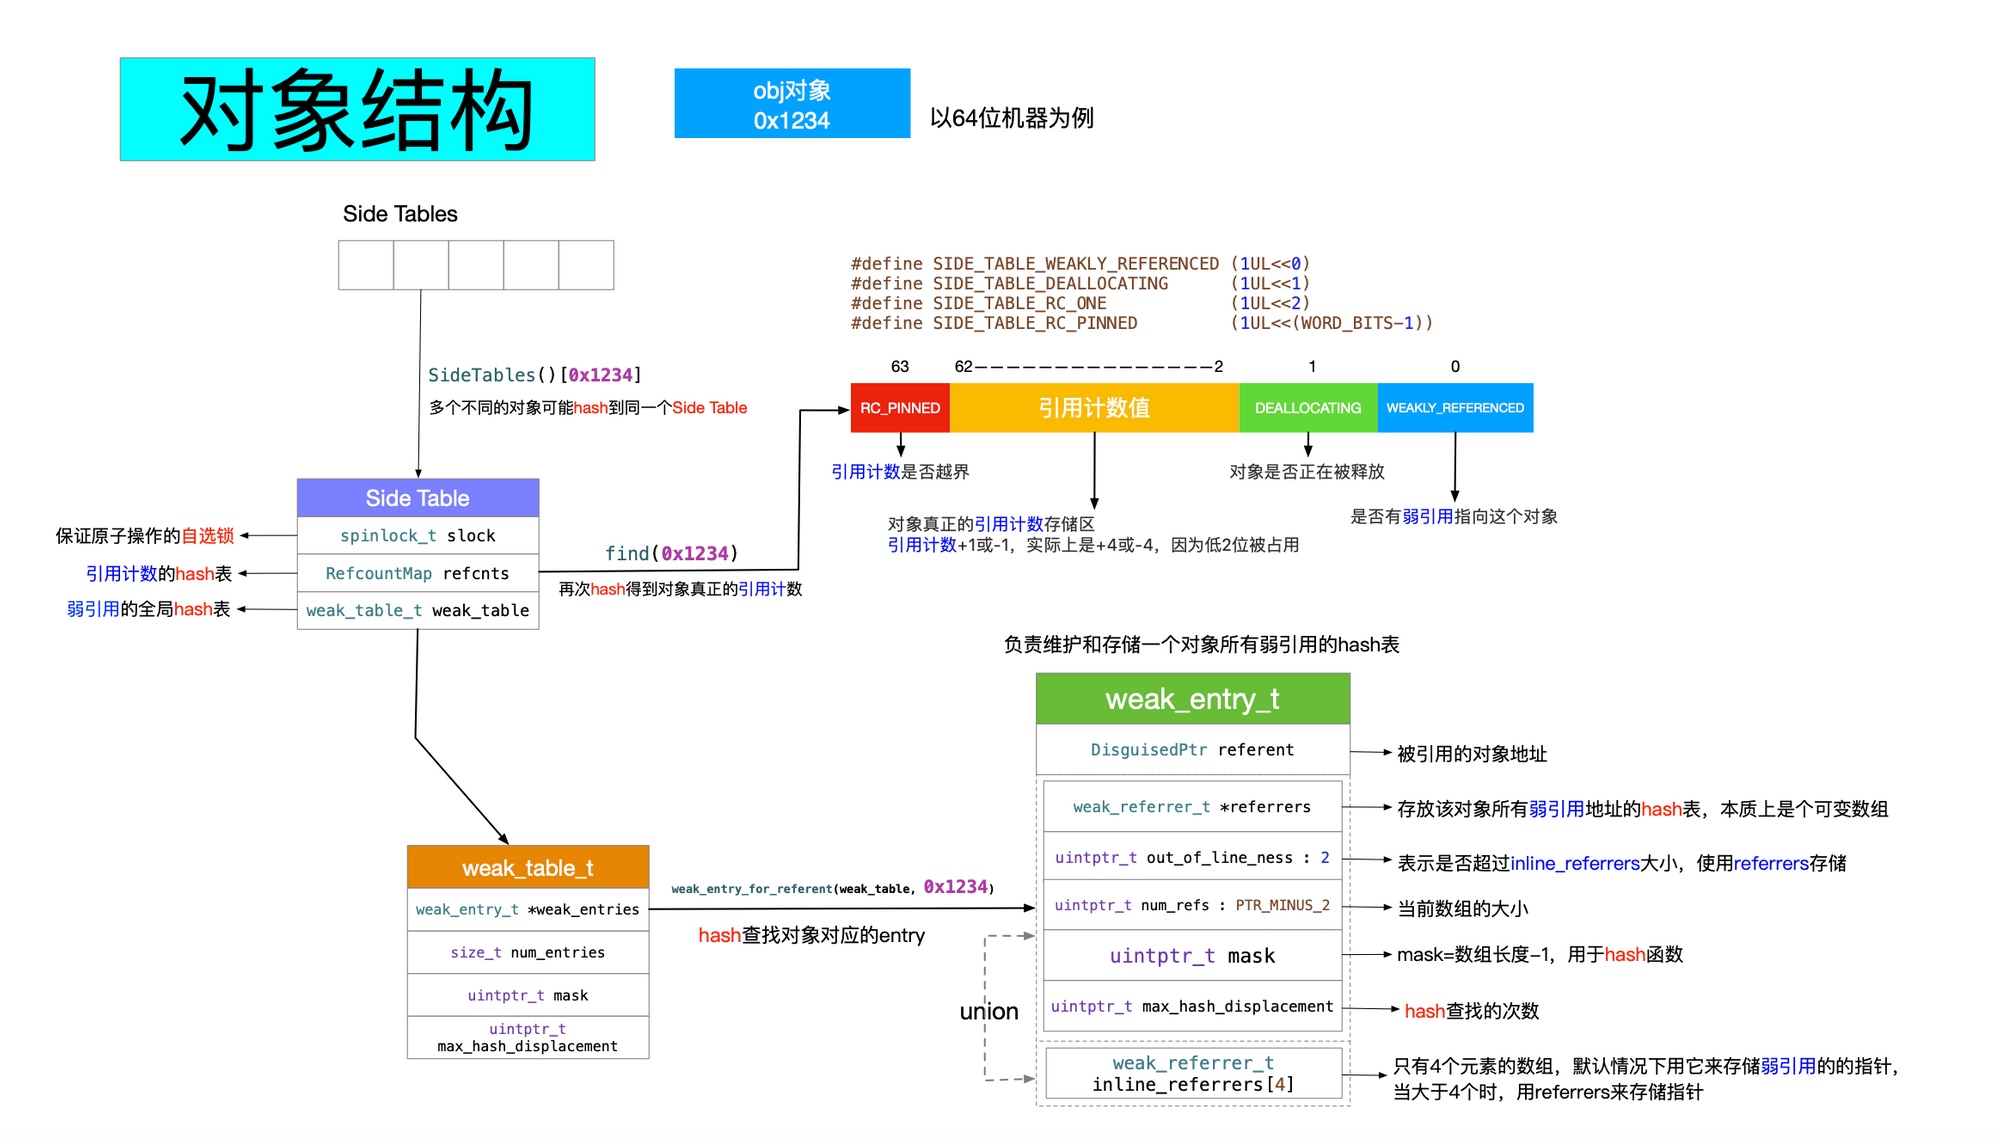 对象结构
obj对象
0x1234
以64位机器为例
Side Tables
#define SIDE_TABLE_WEAKLY_REFERENCED (1UL<<0)
#define SIDE_TABLE_DEALLOCATING (1UL<<1)
#define SIDE_TABLE_RC_ONE (1UL<<2)
#define SIDE_TABLE_RC_PINNED (1UL<<(WORD_BITS-1))
63 62———————————————2 1 0
RC_PINNED 引用计数值 DEALLOCATING WEAKLY_REFERENCED
SideTables()[0x1234]
多个不同的对象可能hash到同一个Side Table
引用计数是否越界
对象是否正在被释放
对象真正的引用计数存储区
引用计数+1或-1，实际上是+4或-4，因为低2位被占用
是否有弱引用指向这个对象
Side Table
spinlock_t slock
RefcountMap refcnts
weak_table_t weak_table
保证原子操作的自选锁
引用计数的hash表
弱引用的全局hash表
find(0x1234)
再次hash得到对象真正的引用计数
负责维护和存储一个对象所有弱引用的hash表
weak_entry_t
DisguisedPtr referent
被引用的对象地址
weak_referrer_t *referrers
存放该对象所有弱引用地址的hash表，本质上是个可变数组
uintptr_t out_of_line_ness : 2
表示是否超过inline_referrers大小，使用referrers存储
uintptr_t num_refs : PTR_MINUS_2
当前数组的大小
uintptr_t mask
mask=数组长度-1，用于hash函数
uintptr_t max_hash_displacement
hash查找的次数
union
weak_referrer_t
inline_referrers[4]
只有4个元素的数组，默认情况下用它来存储弱引用的的指针，
当大于4个时，用referrers来存储指针
weak_table_t
weak_entry_t *weak_entries
size_t num_entries
uintptr_t mask
uintptr_t
max_hash_displacement
weak_entry_for_referent(weak_table, 0x1234)
hash查找对象对应的entry